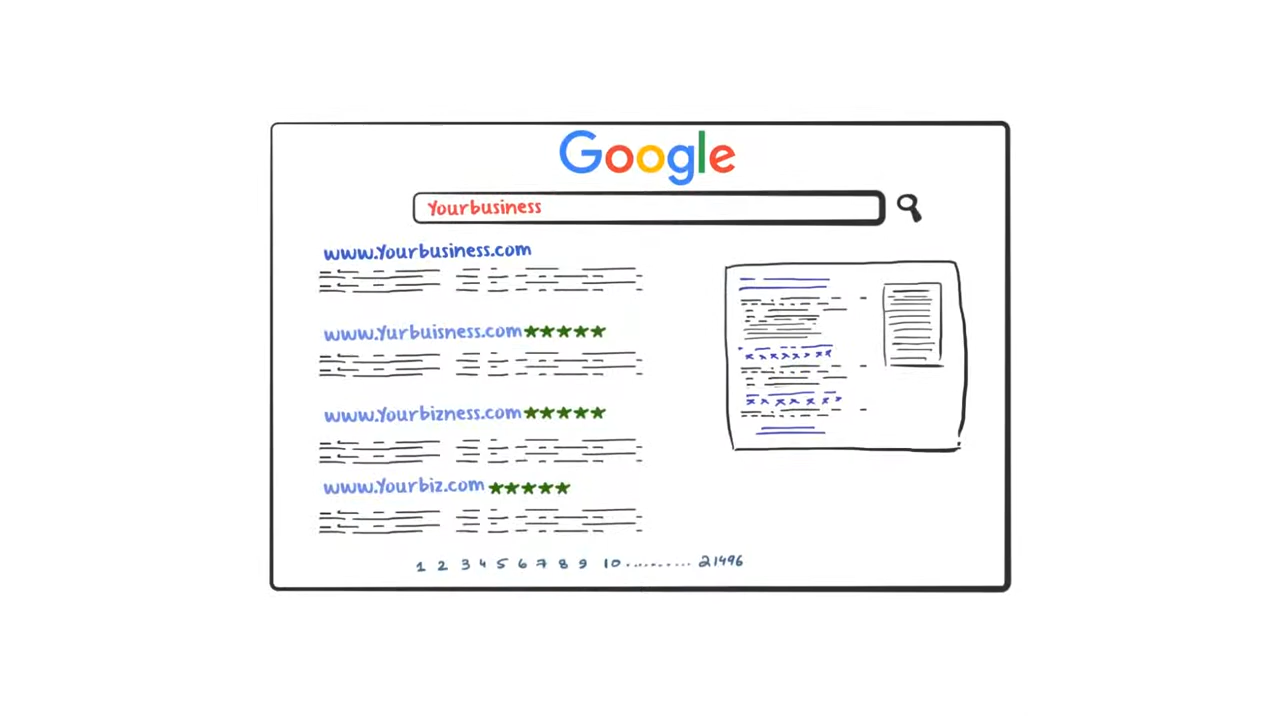 Google
Yourbusiness
www.Yourbusiness.com
www.Yurbuisness.com★★★★★
www.Yourbizness.com★★★★★
www.Yourbiz.com★★★★★
1 2 3 4 5 6 7 8 9 10.......... 21496